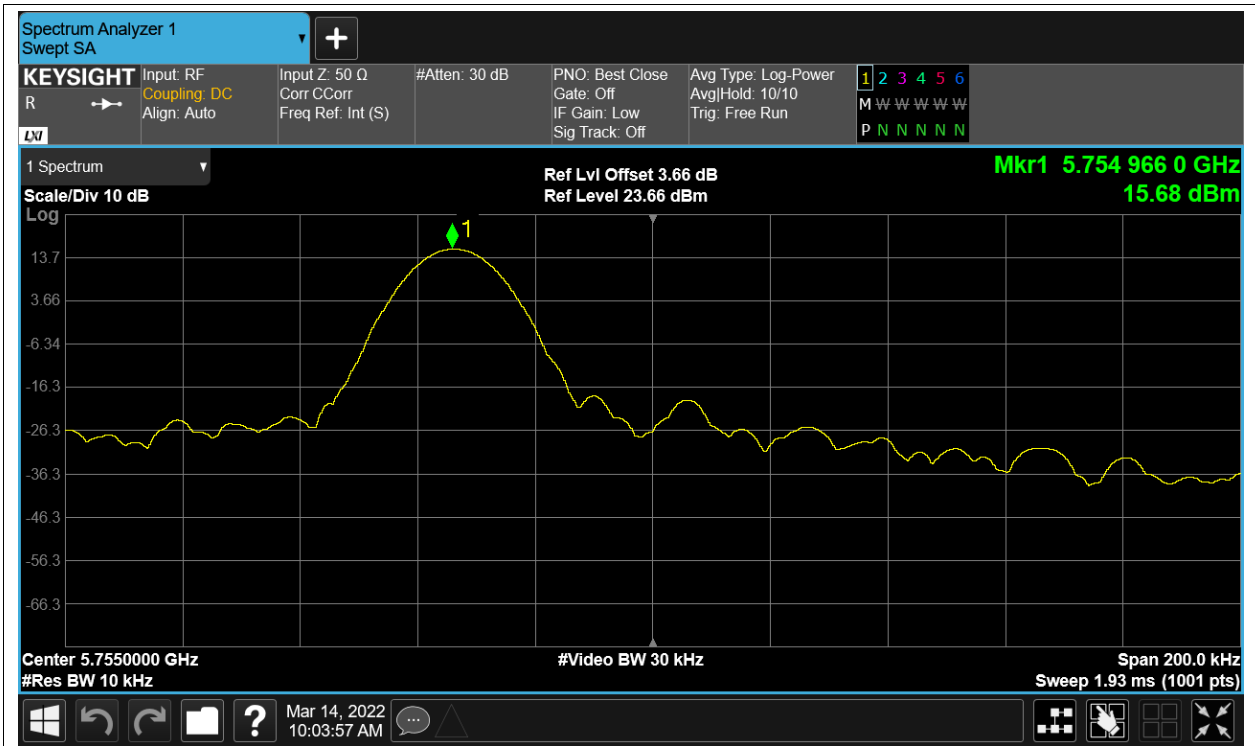 Spectrum Analyzer 1
Swept SA
KEYSIGHT
R
LXI
Input: RF
Coupling: DC
Align: Auto
Input Z: 50 Ω
Corr CCorr
Freq Ref: Int (S)
#Atten: 30 dB
PNO: Best Close
Gate: Off
IF Gain: Low
Sig Track: Off
Avg Type: Log-Power
Avg|Hold: 10/10
Trig: Free Run
1 2 3 4 5 6
M W W W W W
P N N N N N
1 Spectrum
Scale/Div 10 dB
Log
Ref Lvl Offset 3.66 dB
Ref Level 23.66 dBm
Mkr1 5.754 966 0 GHz
15.68 dBm
1
13.7
3.66
-6.34
-16.3
-26.3
-36.3
-46.3
-56.3
-66.3
Center 5.7550000 GHz
#Res BW 10 kHz
#Video BW 30 kHz
Span 200.0 kHz
Sweep 1.93 ms (1001 pts)
?
Mar 14, 2022
10:03:57 AM